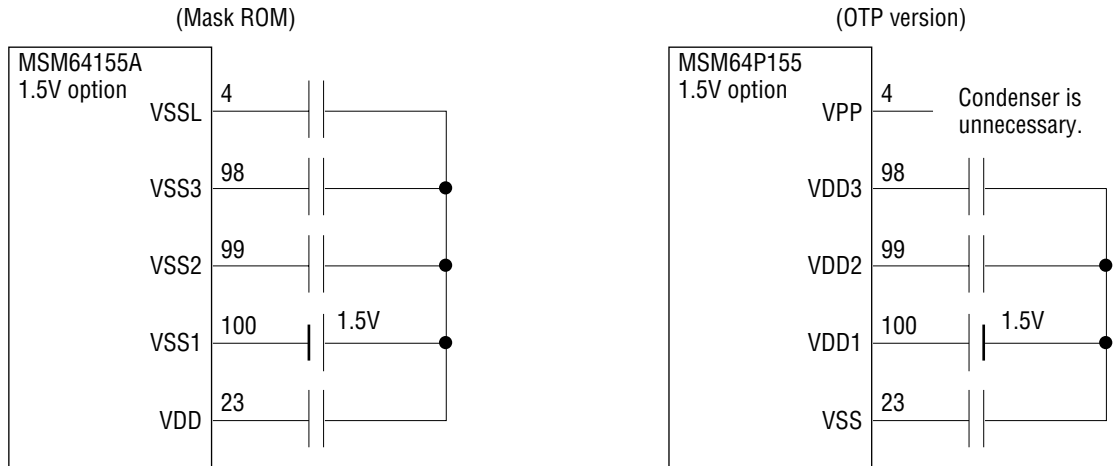 (Mask ROM)
MSM64155A
1.5V option
VSSL 4
VSS3 98
VSS2 99
VSS1 100 1.5V
VDD 23
(OTP version)
MSM64P155
1.5V option
VPP 4
Condenser is
unnecessary.
VDD3 98
VDD2 99
VDD1 100 1.5V
VSS 23